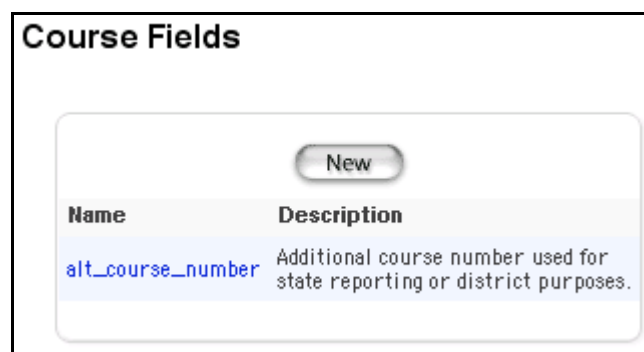 Course Fields
New
Name Description
alt_course_number Additional course number used for
state reporting or district purposes.